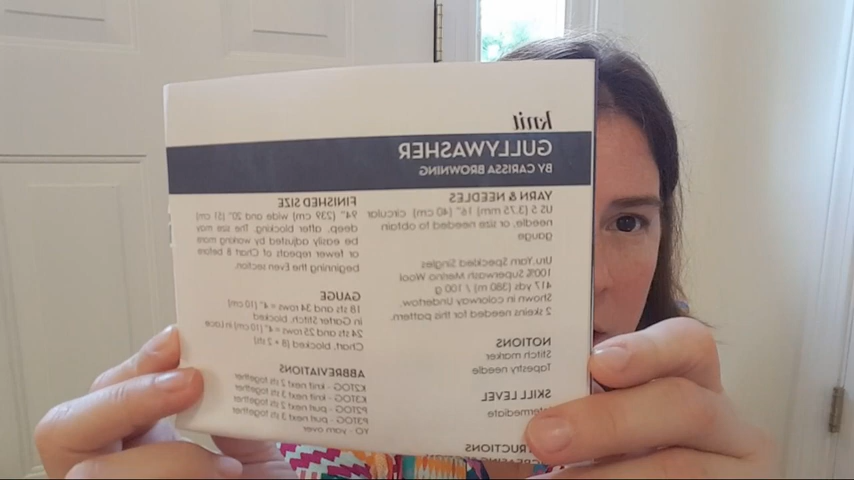 knit
GULLYWASHER
BY CARISSA BROWNING
YARN & NEEDLES
US 5 (3.75 mm) 16" (40 cm) circular
needle, or size needed to obtain
gauge
Uru.Yarn Speckled Singles
100% Superwash Merino Wool
417 yds (380 m) / 100 g
Shown in colorway Undertow,
2 skeins needed for this pattern.
NOTIONS
Stitch marker
Tapestry needle
SKILL LEVEL
Intermediate
FINISHED SIZE
94" (239 cm) wide and 20" (51 cm)
deep, after blocking. The size may
be easily adjusted by working more
or fewer repeats of Chart B before
beginning the Even section.
GAUGE
18 sts and 34 rows = 4" (10 cm)
in Garter Stitch, blocked
24 sts and 25 rows = 4" (10 cm) in Lace
Chart, blocked
ABBREVIATIONS
K2TOG - knit next 2 sts together
K3TOG - knit next 3 sts together
P2TOG - purl next 2 sts together
P3TOG - purl next 3 sts together
YO - yarn over